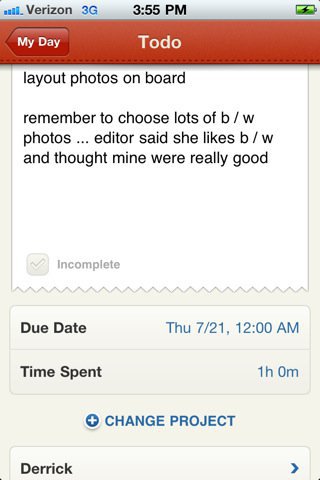 Verizon 3G 3:55 PM
My Day Todo
layout photos on board
remember to choose lots of b / w
photos ... editor said she likes b / w
and thought mine were really good
Incomplete
Due Date Thu 7/21, 12:00 AM
Time Spent 1h 0m
CHANGE PROJECT
Derrick